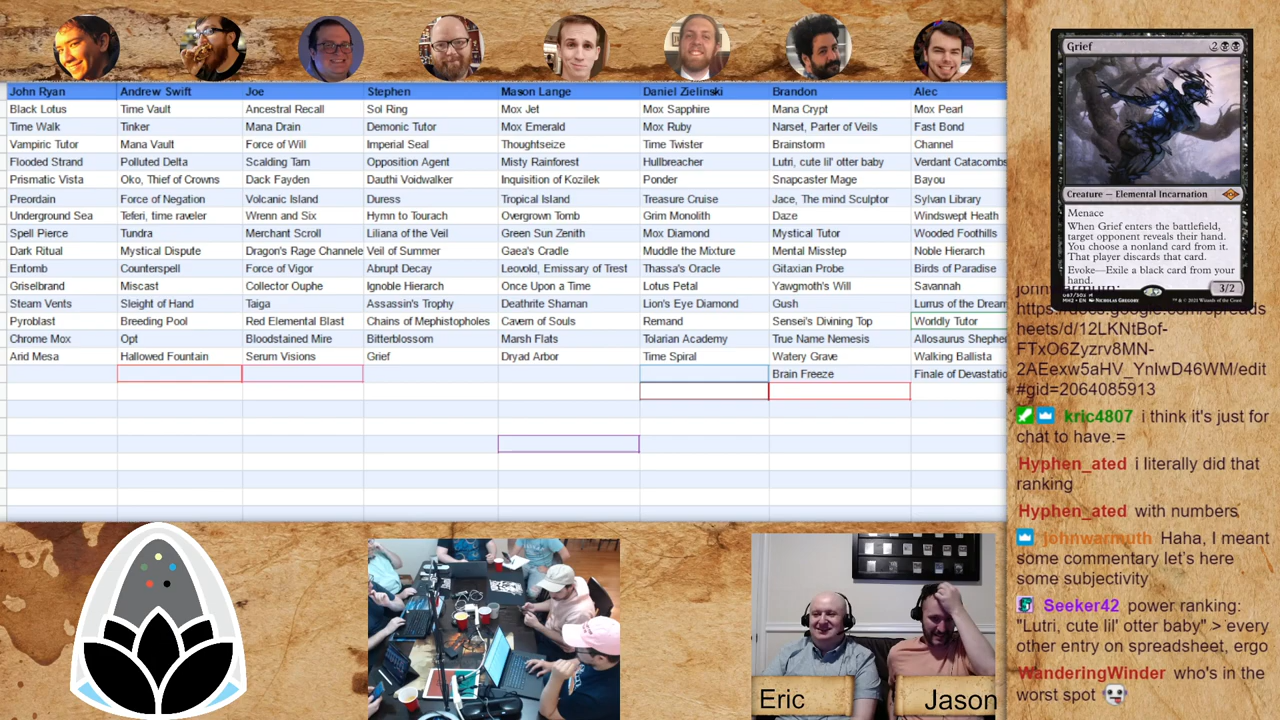 John Ryan Andrew Swift Joe Stephen Mason Lange Daniel Zielinski Brandon Alec
Black Lotus Time Vault Ancestral Recall Sol Ring Mox Jet Mox Sapphire Mana Crypt Mox Pearl
Time Walk Tinker Mana Drain Demonic Tutor Mox Emerald Mox Ruby Narset, Parter of Veils Fast Bond
Vampiric Tutor Mana Vault Force of Will Imperial Seal Thoughtseize Time Twister Brainstorm Channel
Flooded Strand Polluted Delta Scalding Tarn Opposition Agent Misty Rainforest Hullbreacher Lutri, cute lil' otter baby Verdant Catacombs
Prismatic Vista Oko, Thief of Crowns Dack Fayden Dauthi Voidwalker Inquisition of Kozilek Ponder Snapcaster Mage Bayou
Preordain Force of Negation Volcanic Island Duress Tropical Island Treasure Cruise Jace, The mind Sculptor Sylvan Library
Underground Sea Teferi, time raveler Wrenn and Six Hymn to Tourach Overgrown Tomb Grim Monolith Daze Windswept Heath
Spell Pierce Tundra Merchant Scroll Liliana of the Veil Green Sun Zenith Mox Diamond Mystical Tutor Wooded Foothills
Dark Ritual Mystical Dispute Dragon's Rage Channele Veil of Summer Gaea's Cradle Muddle the Mixture Mental Misstep Noble Hierarch
Entomb Counterspell Force of Vigor Abrupt Decay Leovold, Emissary of Trest Thassa's Oracle Gitaxian Probe Birds of Paradise
Griselbrand Miscast Collector Ouphe Ignoble Hierarch Once Upon a Time Lotus Petal Yawgmoth's Will Savannah
Steam Vents Sleight of Hand Taiga Assassin's Trophy Deathrite Shaman Lion's Eye Diamond Gush Lurrus of the Dream
Pyroblast Breeding Pool Red Elemental Blast Chains of Mephistopheles Cavern of Souls Remand Sensei's Divining Top Worldly Tutor
Chrome Mox Opt Bloodstained Mire Bitterblossom Marsh Flats Tolarian Academy True Name Nemesis Allosaurus Shepher
Arid Mesa Hallowed Fountain Serum Visions Grief Dryad Arbor Time Spiral Watery Grave Walking Ballista
Brain Freeze Finale of Devastatio
Grief 2
Creature — Elemental Incarnation
Menace
When Grief enters the battlefield,
target opponent reveals their hand.
You choose a nonland card from it.
That player discards that card.
Evoke—Exile a black card from your
hand.
3/2
johnwarmuth:
https://docs.google.com/spreads
heets/d/12LKNtBof-
FTxO6Zyzrv8MN-
2AEexw5aHV_YnlwD46WM/edit
#gid=2064085913
kric4807 i think it's just for
chat to have.=
Hyphen_ated i literally did that
ranking
Hyphen_ated with numbers
johnwarmuth Haha, I meant
some commentary let's here
some subjectivity
Seeker42 power ranking:
"Lutri, cute lil' otter baby" > every
other entry on spreadsheet, ergo
WanderingWinder who's in the
worst spot
Eric
Jason